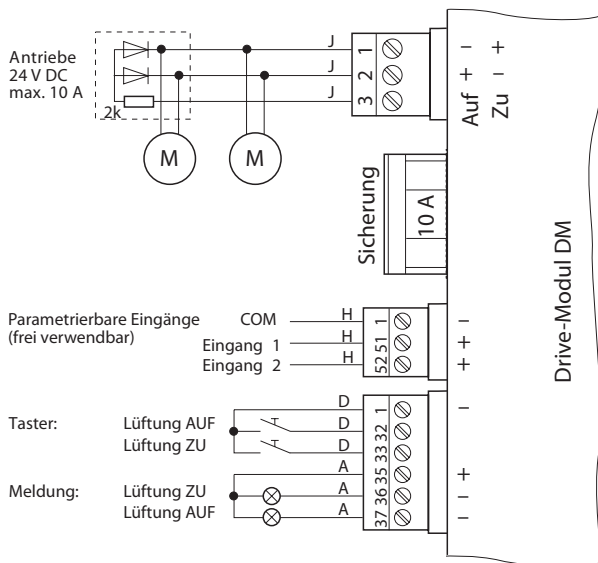 Antriebe
24 V DC
max. 10 A
2k
M
M
J
J
J
1
2
3
– +
+ –
Auf
Zu
Sicherung
10 A
Drive-Modul DM
Parametrierbare Eingänge
(frei verwendbar)
COM H 1 –
Eingang 1 H 51 +
Eingang 2 H 52 +
D 1 –
Taster: Lüftung AUF D 32
Lüftung ZU D 33
A 35 +
Meldung: Lüftung ZU A 36 –
Lüftung AUF A 37 –